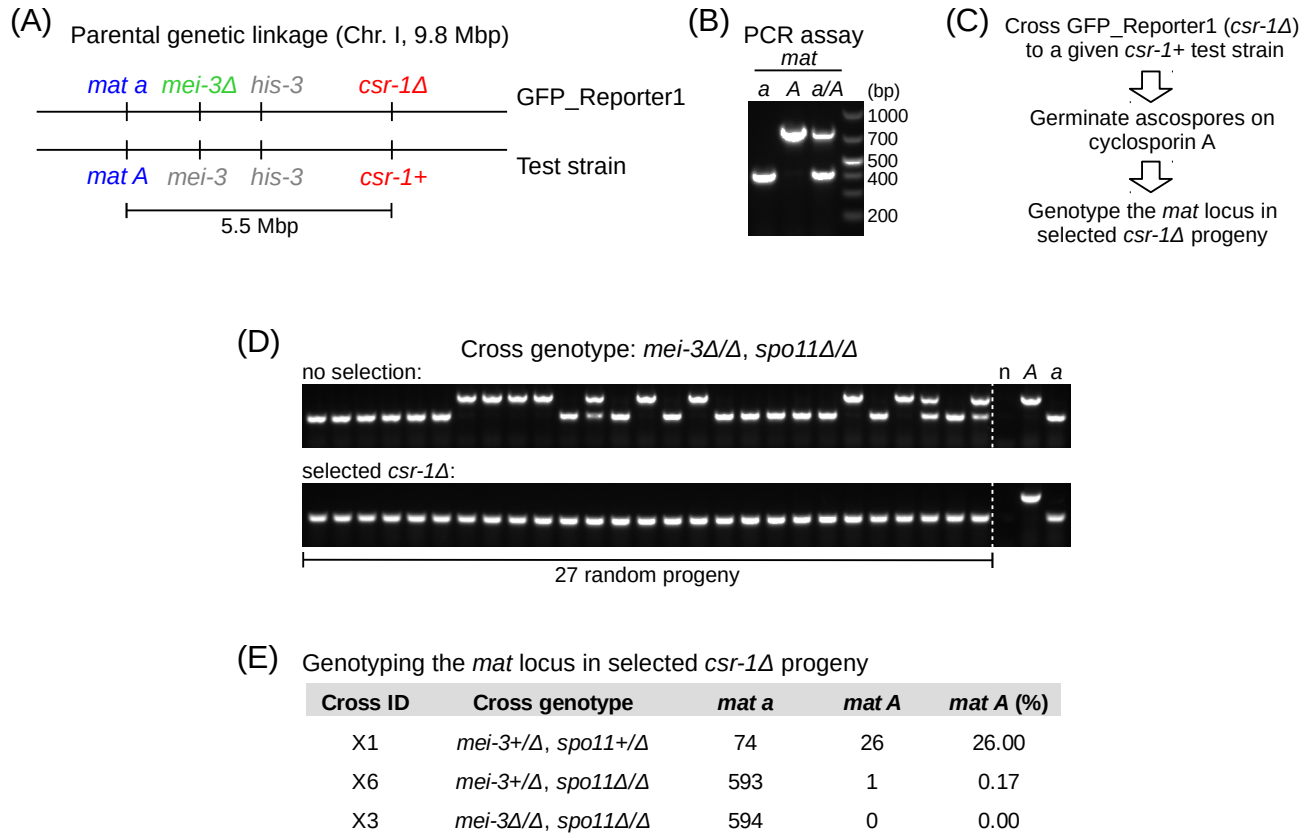 (A)
Parental genetic linkage (Chr. I, 9.8 Mbp)
mat a mei-3Δ his-3 csr-1Δ
GFP_Reporter1
Test strain
mat A mei-3 his-3 csr-1+
5.5 Mbp
(B)
PCR assay
mat
a A a/A (bp)
1000
700
500
400
200
(C)
Cross GFP_Reporter1 (csr-1Δ)
to a given csr-1+ test strain
Germinate ascospores on
cyclosporin A
Genotype the mat locus in
selected csr-1Δ progeny
(D)
Cross genotype: mei-3Δ/Δ, spo11Δ/Δ
no selection: n A a
selected csr-1Δ:
27 random progeny
(E) Genotyping the mat locus in selected csr-1Δ progeny
Cross ID Cross genotype mat a mat A mat A (%)
X1 mei-3+/Δ, spo11+/Δ 74 26 26.00
X6 mei-3+/Δ, spo11Δ/Δ 593 1 0.17
X3 mei-3Δ/Δ, spo11Δ/Δ 594 0 0.00